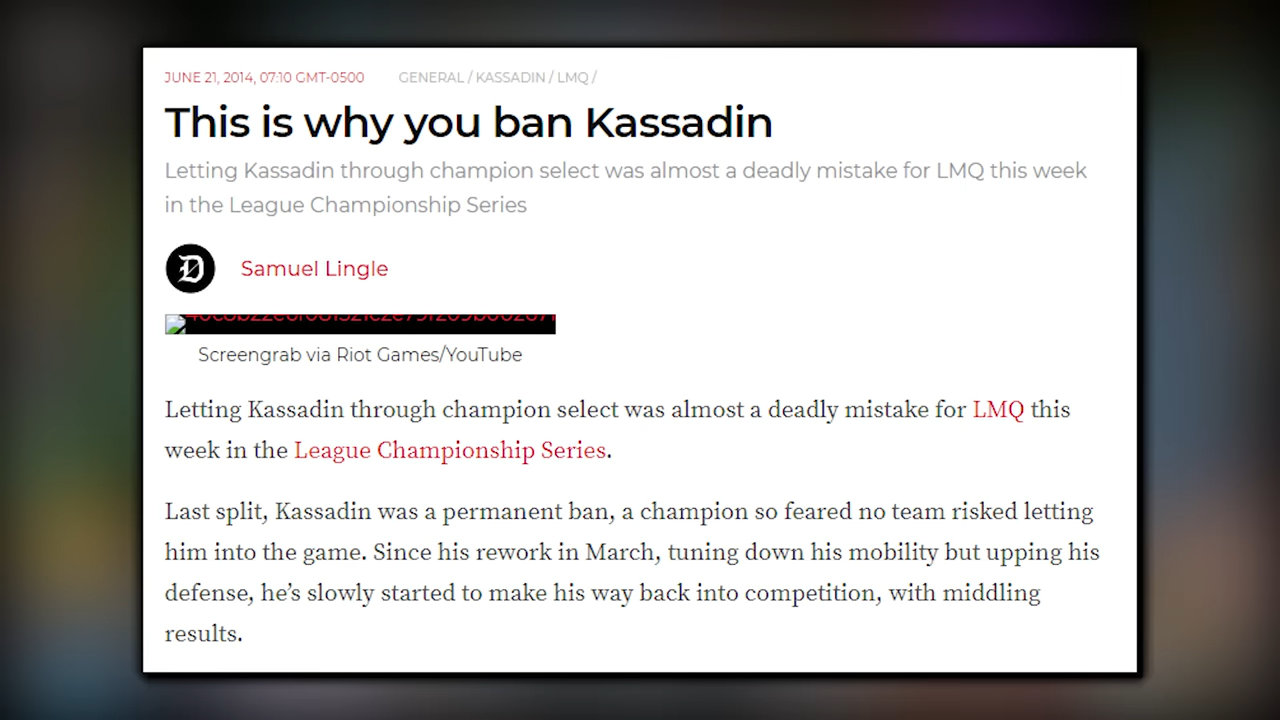 JUNE 21, 2014, 07:10 GMT-0500 GENERAL / KASSADIN / LMQ /
This is why you ban Kassadin
Letting Kassadin through champion select was almost a deadly mistake for LMQ this week
in the League Championship Series
Samuel Lingle
Screengrab via Riot Games/YouTube
Letting Kassadin through champion select was almost a deadly mistake for LMQ this
week in the League Championship Series.
Last split, Kassadin was a permanent ban, a champion so feared no team risked letting
him into the game. Since his rework in March, tuning down his mobility but upping his
defense, he’s slowly started to make his way back into competition, with middling
results.